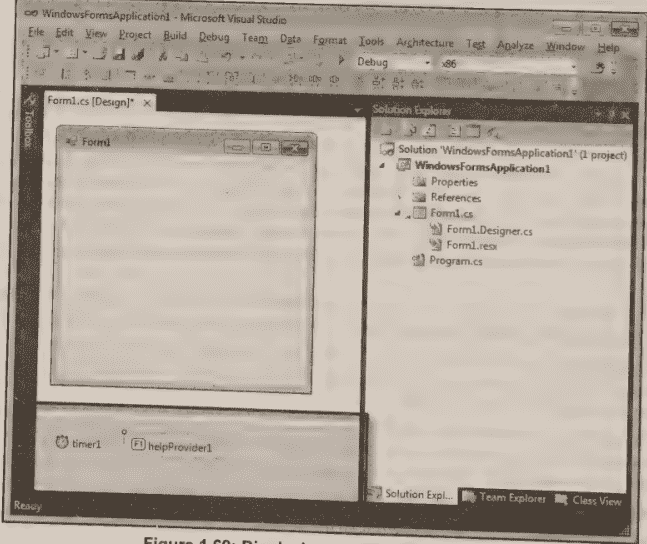 WindowsFormsApplication1 - Microsoft Visual Studio
File Edit View Project Build Debug Team Data Format Tools Architecture Test Analyze Window Help
Debug x86
Toolbox
Form1.cs [Design]*
Form1
timer1
F1 helpProvider1
Solution Explorer
Solution 'WindowsFormsApplication1' (1 project)
WindowsFormsApplication1
Properties
References
Form1.cs
Form1.Designer.cs
Form1.resx
Program.cs
Solution Expl... Team Explorer Class View
Ready